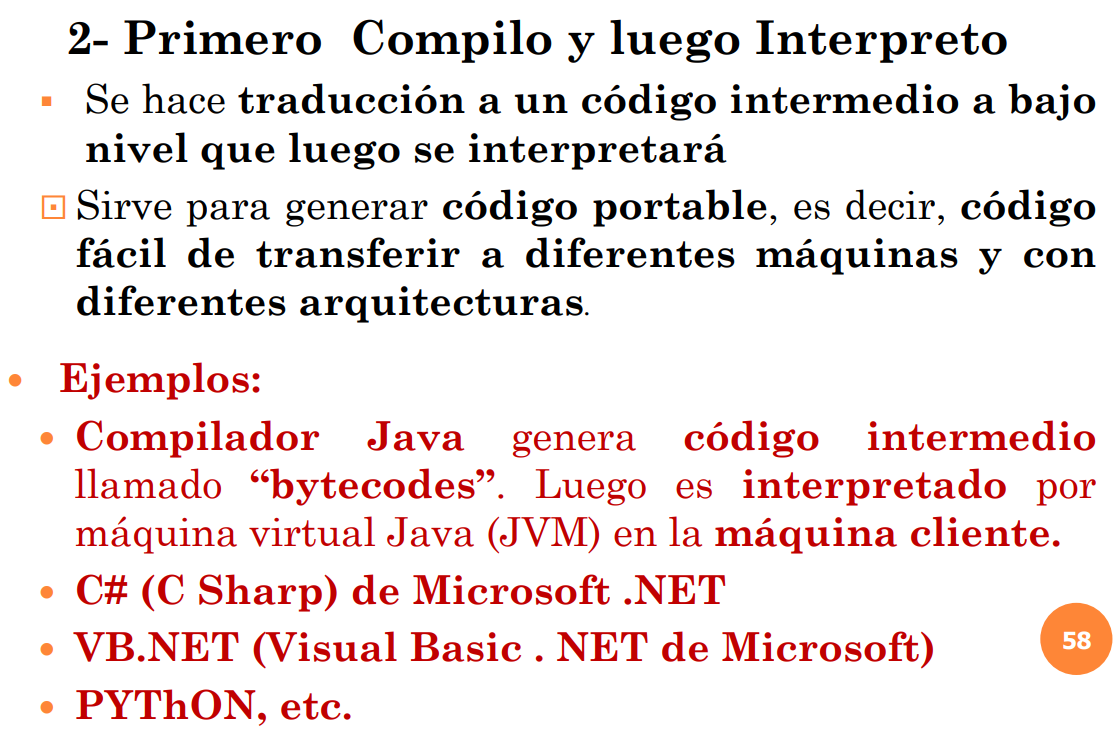 2- Primero Compilo y luego Interpreto
Se hace traducción a un código intermedio a bajo
nivel que luego se interpretará
Sirve para generar código portable, es decir, código
fácil de transferir a diferentes máquinas y con
diferentes arquitecturas.
Ejemplos:
Compilador Java genera código intermedio
llamado “bytecodes”. Luego es interpretado por
máquina virtual Java (JVM) en la máquina cliente.
C# (C Sharp) de Microsoft .NET
VB.NET (Visual Basic . NET de Microsoft)
58
PYThON, etc.